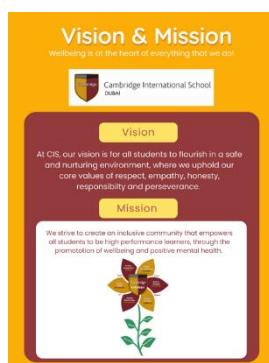 Vision & Mission
Wellbeing is at the heart of everything that we do!
Cambridge International School
DUBAI
Vision
At CIS, our vision is for all students to flourish in a safe
and nurturing environment, where we uphold our
core values of respect, empathy, honesty,
responsibilty and perseverance.
Mission
We strive to create an inclusive community that empowers
all students to be high performance learners, through the
promotation of wellbeing and positive mental health.